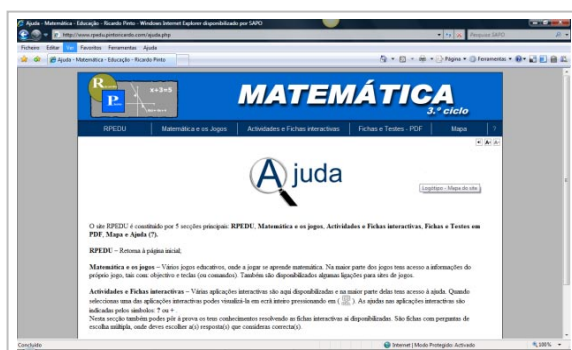 Ajuda - Matemática - Educação - Ricardo Pinto - Windows Internet Explorer disponibilizado por SAPO
http://www.rpedu.pintoricardo.com/ajuda.php
Pesquisar SAPO
Ficheiro Editar Ver Favoritos Ferramentas Ajuda
Ajuda - Matemática - Educação - Ricardo Pinto
Página Ferramentas
R P x+3=5
MATEMÁTICA
3.º ciclo
RPEDU Matemática e os Jogos Actividades e Fichas interactivas Fichas e Testes - PDF Mapa ?
Ajuda
Logótipo - Mapa do site
O site RPEDU é constituído por 5 secções principais: RPEDU, Matemática e os jogos, Actividades e Fichas interactivas, Fichas e Testes em
PDF, Mapa e Ajuda (?).
RPEDU – Retorna à página inicial;
Matemática e os jogos – Vários jogos educativos, onde a jogar se aprende matemática. Na maior parte dos jogos tens acesso a informações do
próprio jogo, tais com: objectivo e teclas (ou comandos). Também são disponibilizados algumas ligações para sites de jogos.
Actividades e Fichas interactivas – Várias aplicações interactivas são aqui disponibilizadas e na maior parte delas tens acesso à ajuda. Quando
seleccionas uma das aplicações interactivas podes visualizá-la em ecrã inteiro pressionando em ( ). As ajudas nas aplicações interactivas são
indicadas pelos símbolos: ? ou + .
Nesta secção também podes pôr à prova os teus conhecimentos resolvendo as fichas interactivas aí disponibilizadas. São fichas com perguntas de
escolha múltipla, onde deves escolher a(s) resposta(s) que consideras correcta(s).
Concluído
Internet | Modo Protegido: Activado
100%